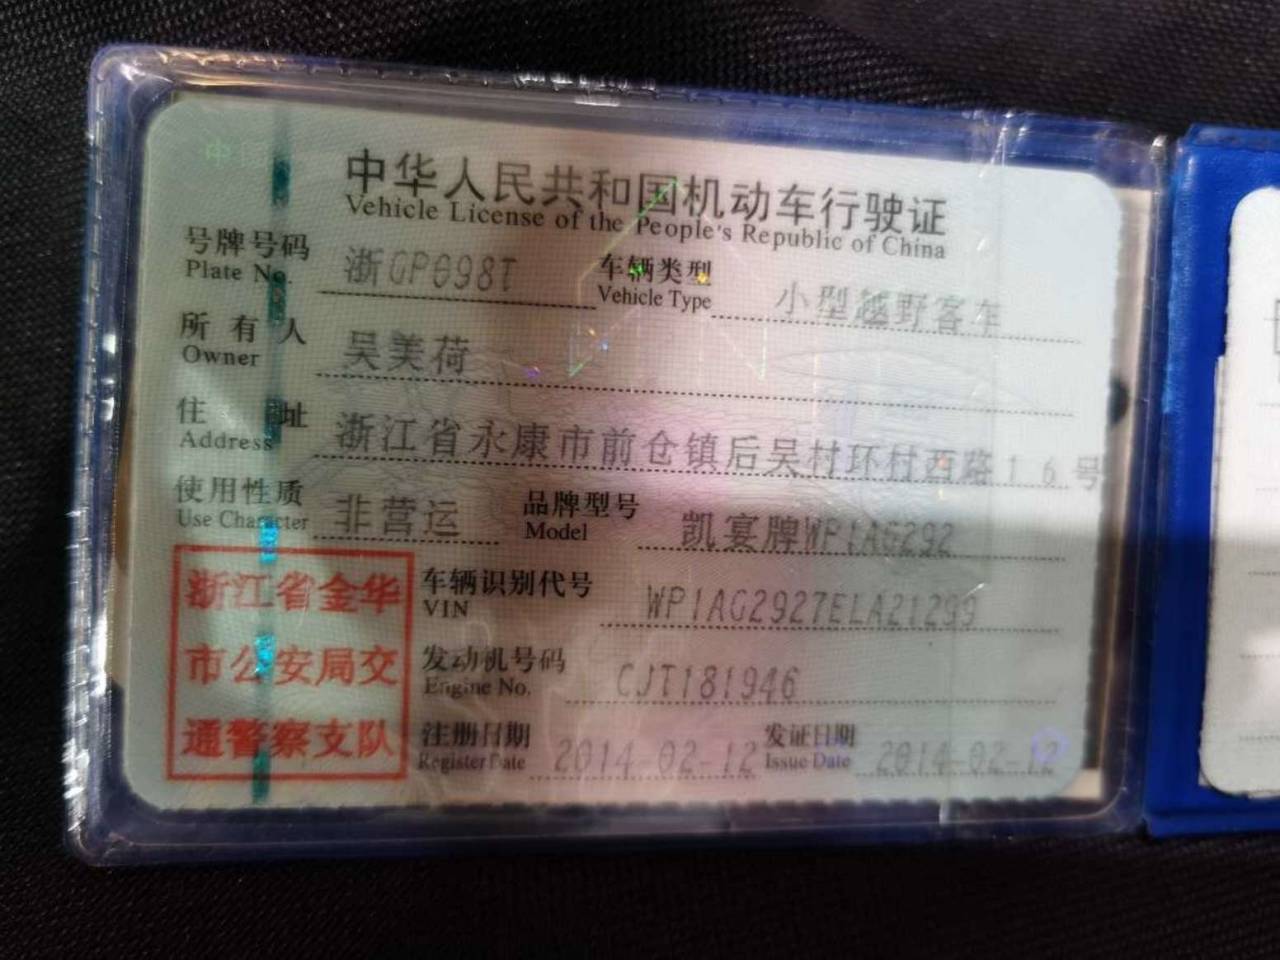 中华人民共和国机动车行驶证
Vehicle License of the People's Republic of China
号牌号码 浙GP098T 车辆类型 小型越野客车
Plate No. Vehicle Type
所有人 吴美荷
Owner
住址 浙江省永康市前仓镇后吴村环村西路16号
Address
使用性质 非营运 品牌型号 凯宴牌WP1AG292
Use Character Model
浙江省金华
市公安局交
通警察支队
车辆识别代号 WP1AG2927ELA21299
VIN
发动机号码 CJT181946
Engine No.
注册日期 2014-02-12 发证日期 2014-02-12
Register Date Issue Date